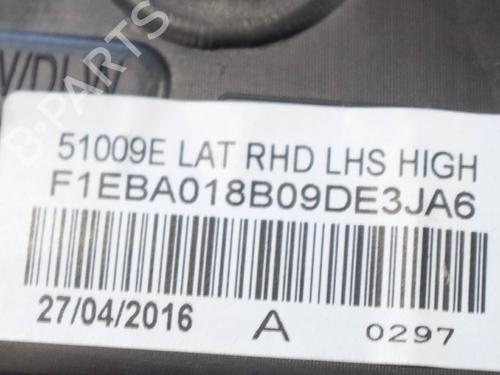 B-PARTS
51009E LAT RHD LHS HIGH
F1EBA018B09DE3JA6
27/04/2016 A 0297